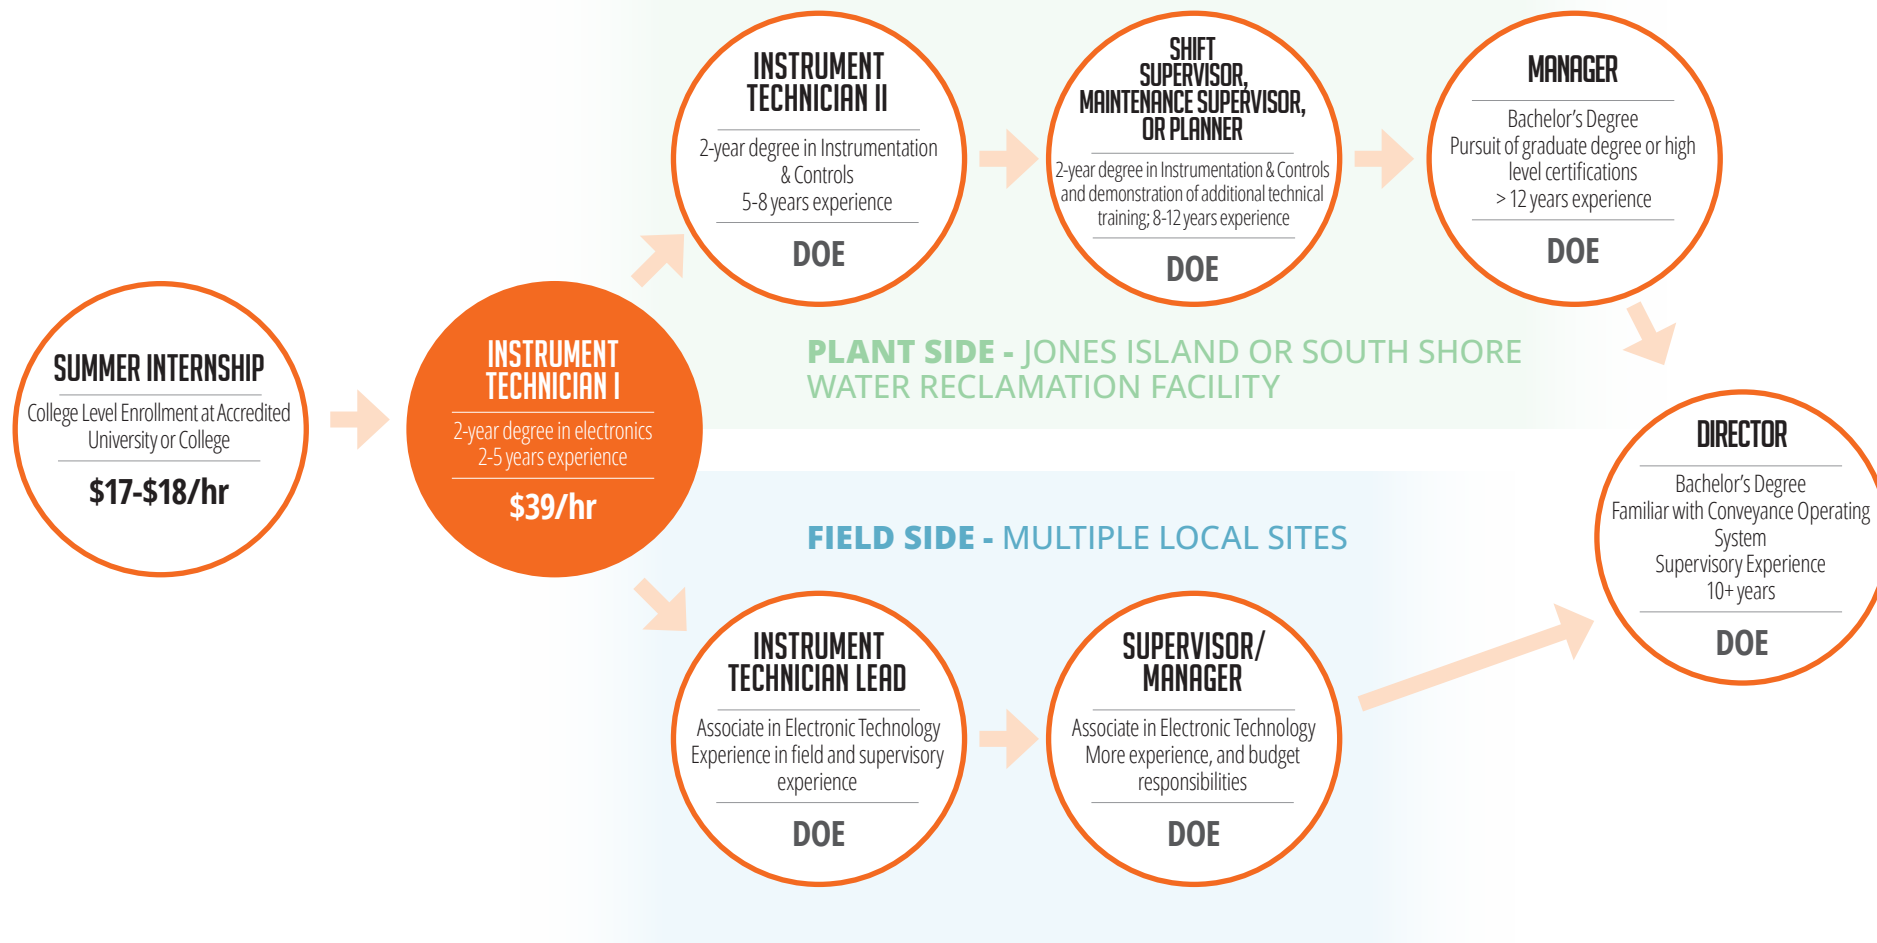 SUMMER INTERNSHIP
College Level Enrollment at Accredited
University or College
$17-$18/hr
INSTRUMENT
TECHNICIAN I
2-year degree in electronics
2-5 years experience
$39/hr
INSTRUMENT
TECHNICIAN II
2-year degree in Instrumentation
& Controls
5-8 years experience
DOE
SHIFT
SUPERVISOR,
MAINTENANCE SUPERVISOR,
OR PLANNER
2-year degree in Instrumentation & Controls
and demonstration of additional technical
training; 8-12 years experience
DOE
MANAGER
Bachelor’s Degree
Pursuit of graduate degree or high
level certifications
> 12 years experience
DOE
PLANT SIDE - JONES ISLAND OR SOUTH SHORE
WATER RECLAMATION FACILITY
FIELD SIDE - MULTIPLE LOCAL SITES
INSTRUMENT
TECHNICIAN LEAD
Associate in Electronic Technology
Experience in field and supervisory
experience
DOE
SUPERVISOR/
MANAGER
Associate in Electronic Technology
More experience, and budget
responsibilities
DOE
DIRECTOR
Bachelor’s Degree
Familiar with Conveyance Operating
System
Supervisory Experience
10+ years
DOE